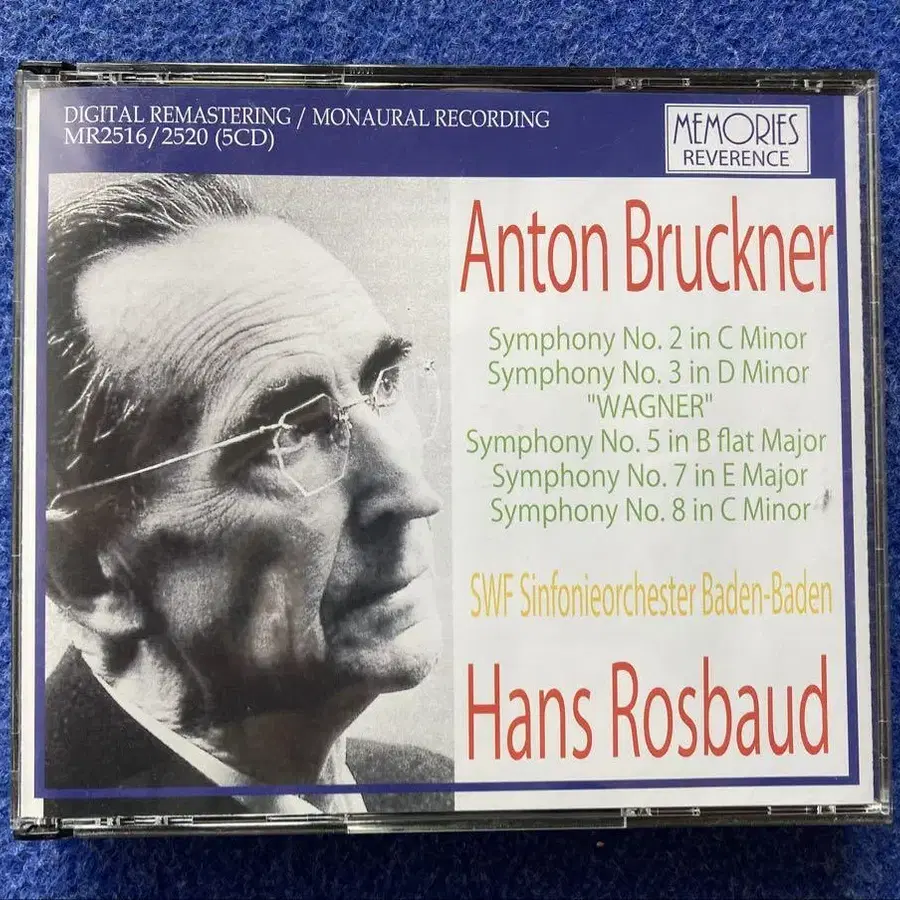 DIGITAL REMASTERING / MONAURAL RECORDING
MR2516/2520 (5CD)
MEMORIES
REVERENCE
Anton Bruckner
Symphony No. 2 in C Minor
Symphony No. 3 in D Minor
"WAGNER"
Symphony No. 5 in B flat Major
Symphony No. 7 in E Major
Symphony No. 8 in C Minor
SWF Sinfonieorchester Baden-Baden
Hans Rosbaud